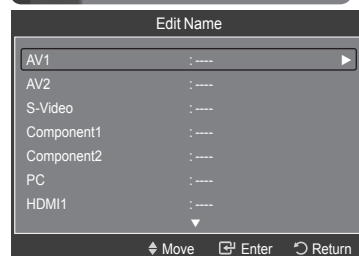 Edit Name
AV1 : ----
AV2 : ----
S-Video : ----
Component1 : ----
Component2 : ----
PC : ----
HDMI1 : ----
Move Enter Return